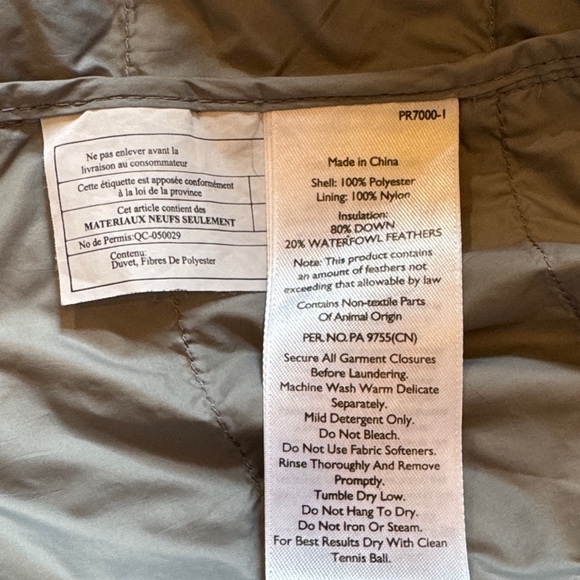 Ne pas enlever avant la
livraison au consommateur
Cette étiquette est apposée conformément
à la loi de la province
Cet article contient des
MATERIAUX NEUFS SEULEMENT
No de Permis:QC-050029
Contenu:
Duvet, Fibres De Polyester
PR7000-1
Made in China
Shell: 100% Polyester
Lining: 100% Nylon
Insulation:
80% DOWN
20% WATERFOWL FEATHERS
Note: This product contains
an amount of feathers not
exceeding that allowable by law
Contains Non-textile Parts
Of Animal Origin
PER. NO. PA 9755(CN)
Secure All Garment Closures
Before Laundering.
Machine Wash Warm Delicate
Separately.
Mild Detergent Only.
Do Not Bleach.
Do Not Use Fabric Softeners.
Rinse Thoroughly And Remove
Promptly.
Tumble Dry Low.
Do Not Hang To Dry.
Do Not Iron Or Steam.
For Best Results Dry With Clean
Tennis Ball.